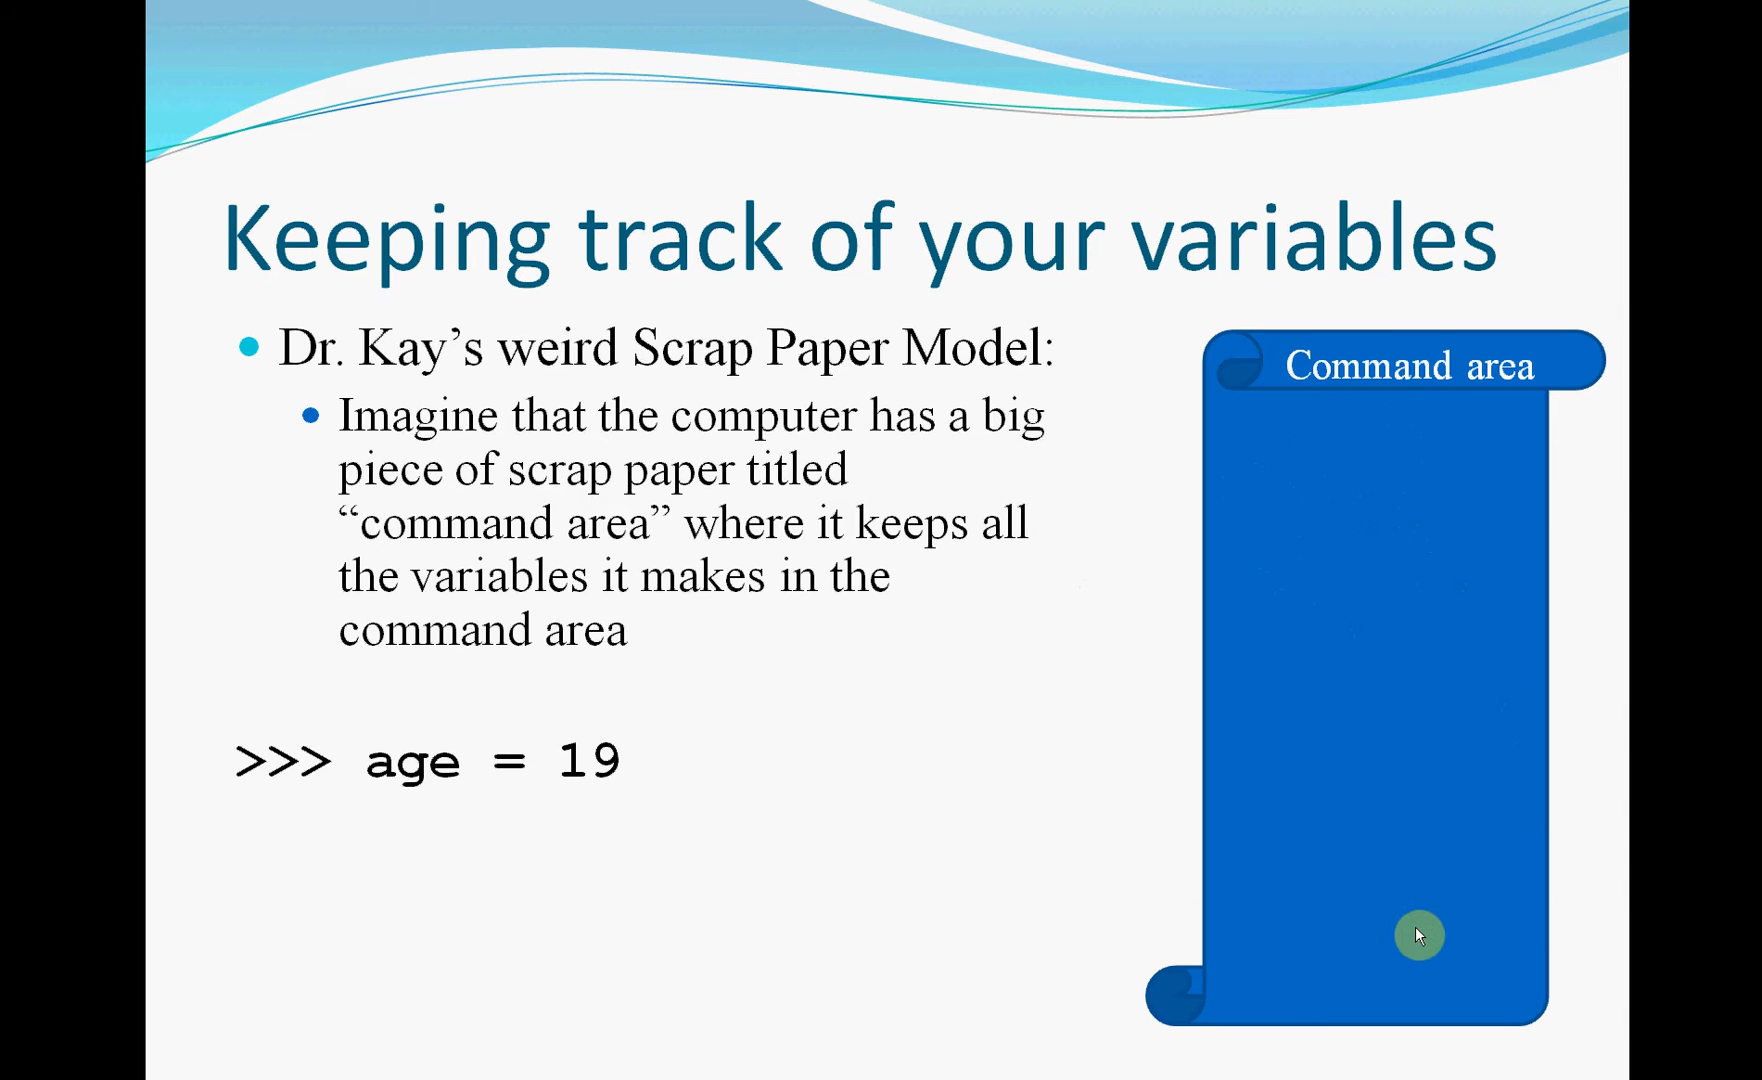 Keeping track of your variables
Dr. Kay’s weird Scrap Paper Model:
Imagine that the computer has a big
piece of scrap paper titled
“command area” where it keeps all
the variables it makes in the
command area
>>> age = 19
Command area